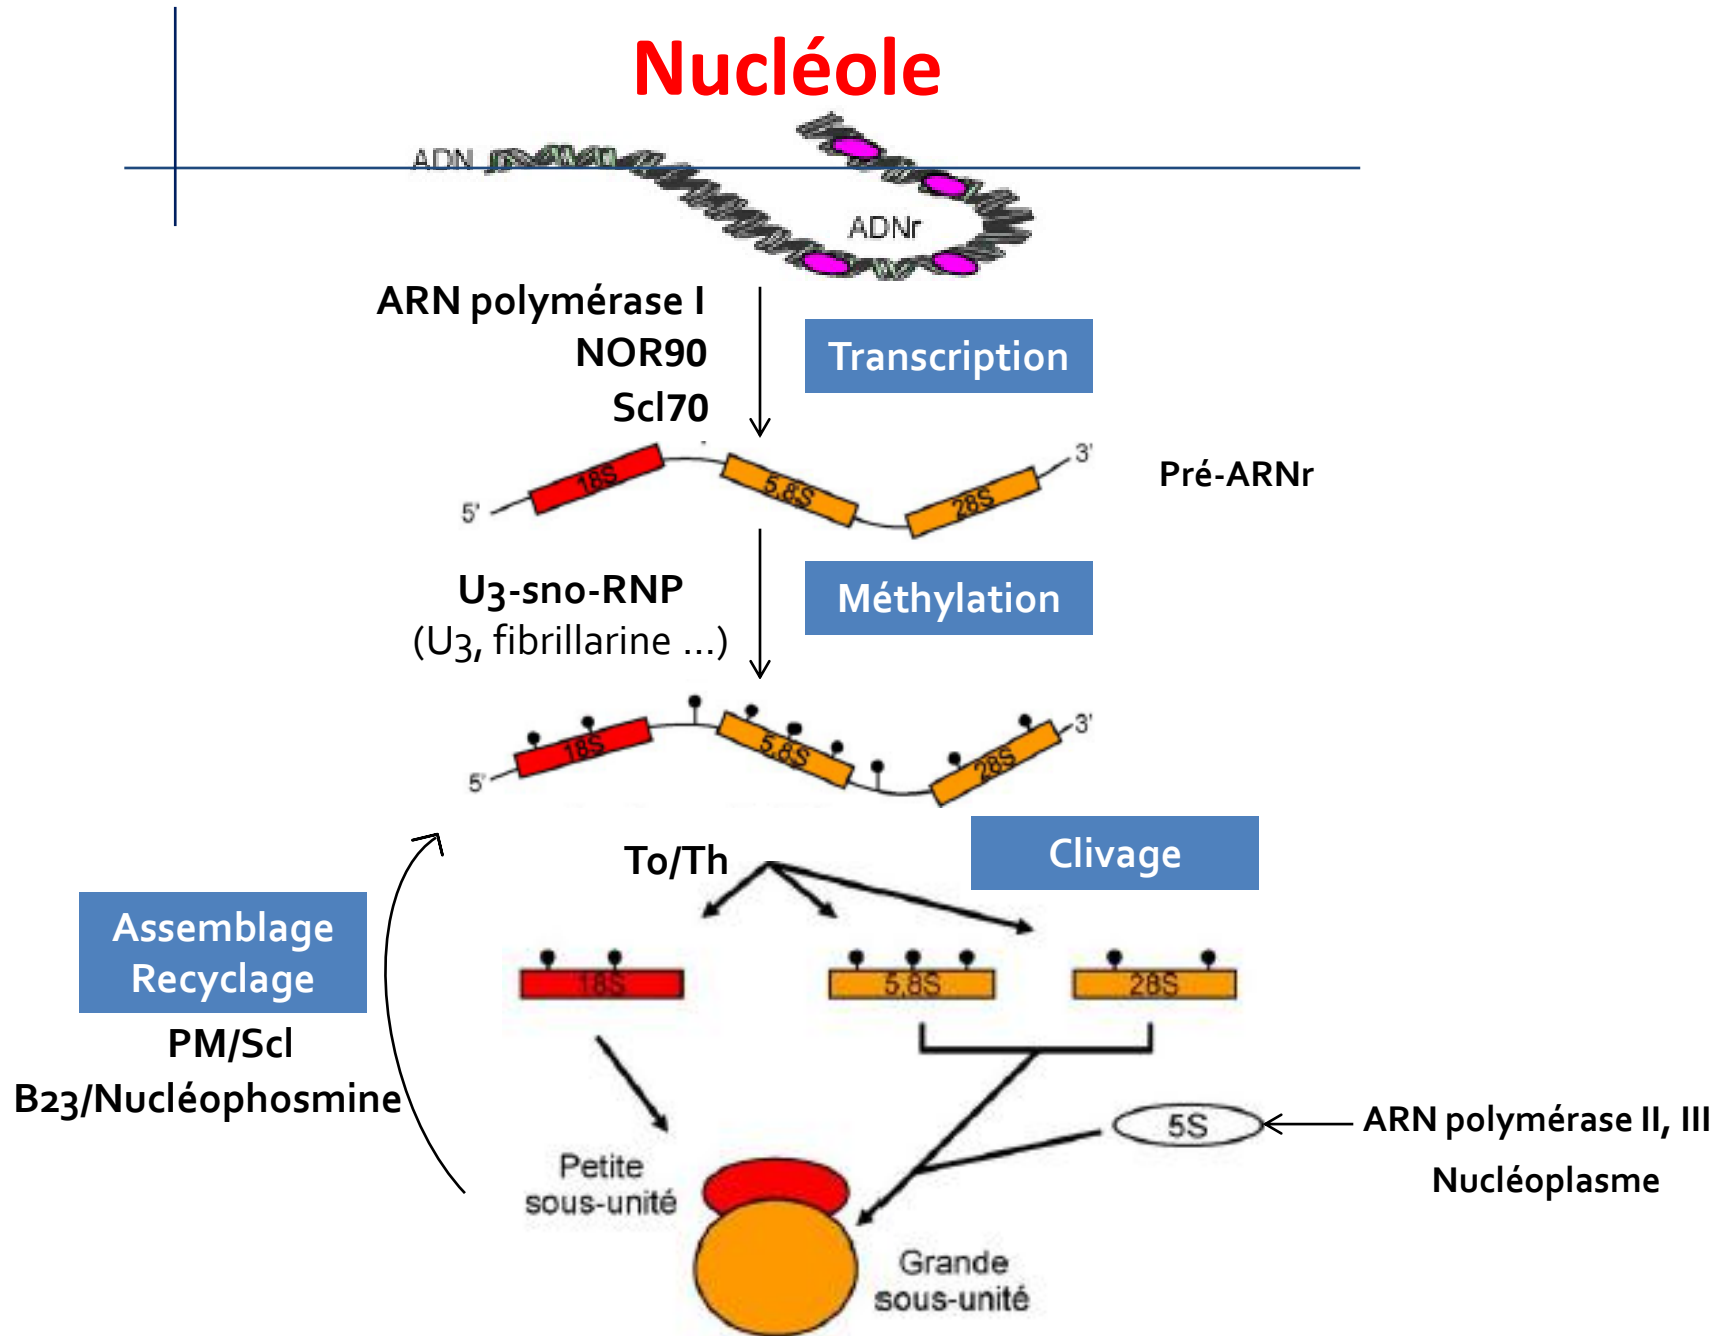 Nucléole
ADN
ADNr
ARN polymérase I
NOR90
Scl70
Transcription
18S
5,8S
28S
5'
3'
Pré-ARNr
U3-sno-RNP
(U3, fibrillarine ...)
Méthylation
18S
5,8S
28S
5'
3'
To/Th
Clivage
Assemblage
Recyclage
PM/Scl
B23/Nucléophosmine
18S
5,8S
28S
5S
ARN polymérase II, III
Nucléoplasme
Petite
sous-unité
Grande
sous-unité